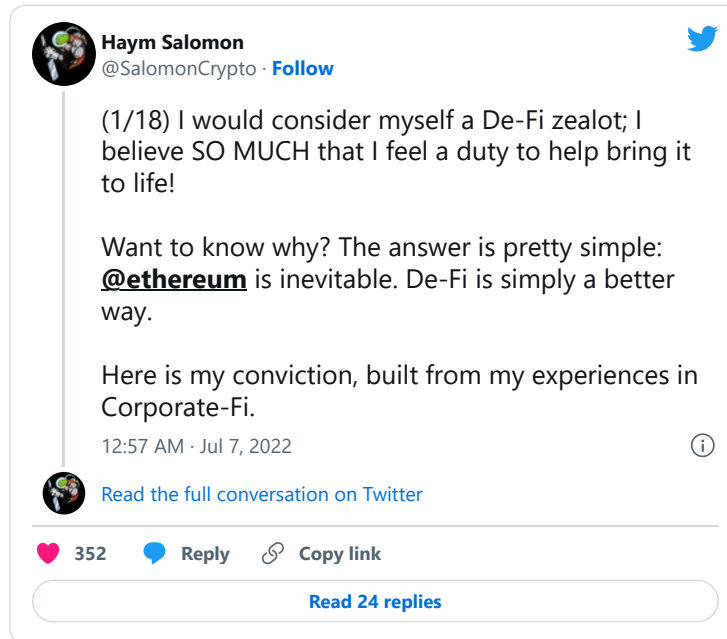 Haym Salomon
@SalomonCrypto · Follow
(1/18) I would consider myself a De-Fi zealot; I
believe SO MUCH that I feel a duty to help bring it
to life!
Want to know why? The answer is pretty simple:
@ethereum is inevitable. De-Fi is simply a better
way.
Here is my conviction, built from my experiences in
Corporate-Fi.
12:57 AM · Jul 7, 2022
Read the full conversation on Twitter
352 Reply Copy link
Read 24 replies